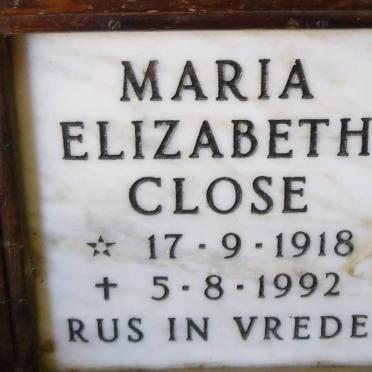 MARIA
ELIZABETH
CLOSE
☆ 17 - 9 - 1918
✝ 5 - 8 - 1992
RUS IN VREDE